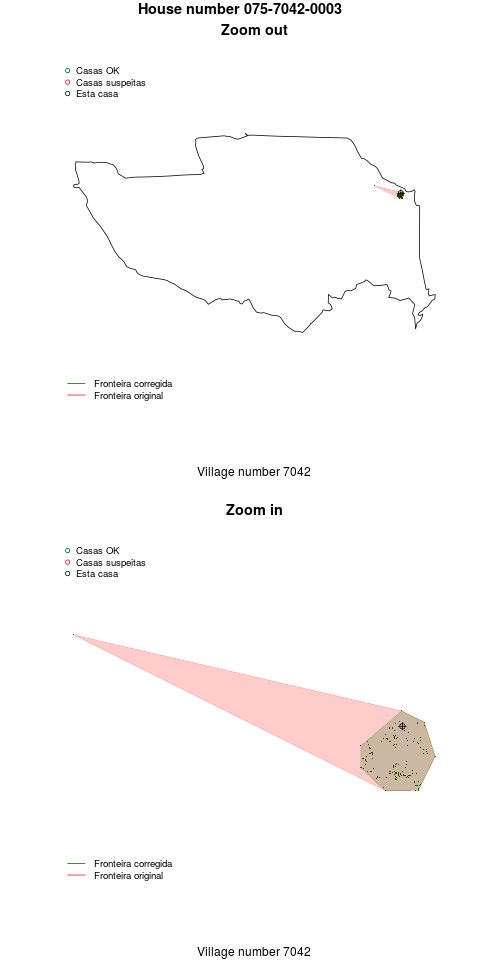 House number 075-7042-0003
Zoom out
Casas OK
Casas suspeitas
Esta casa
Fronteira corregida
Fronteira original
Village number 7042
Zoom in
Casas OK
Casas suspeitas
Esta casa
Fronteira corregida
Fronteira original
Village number 7042